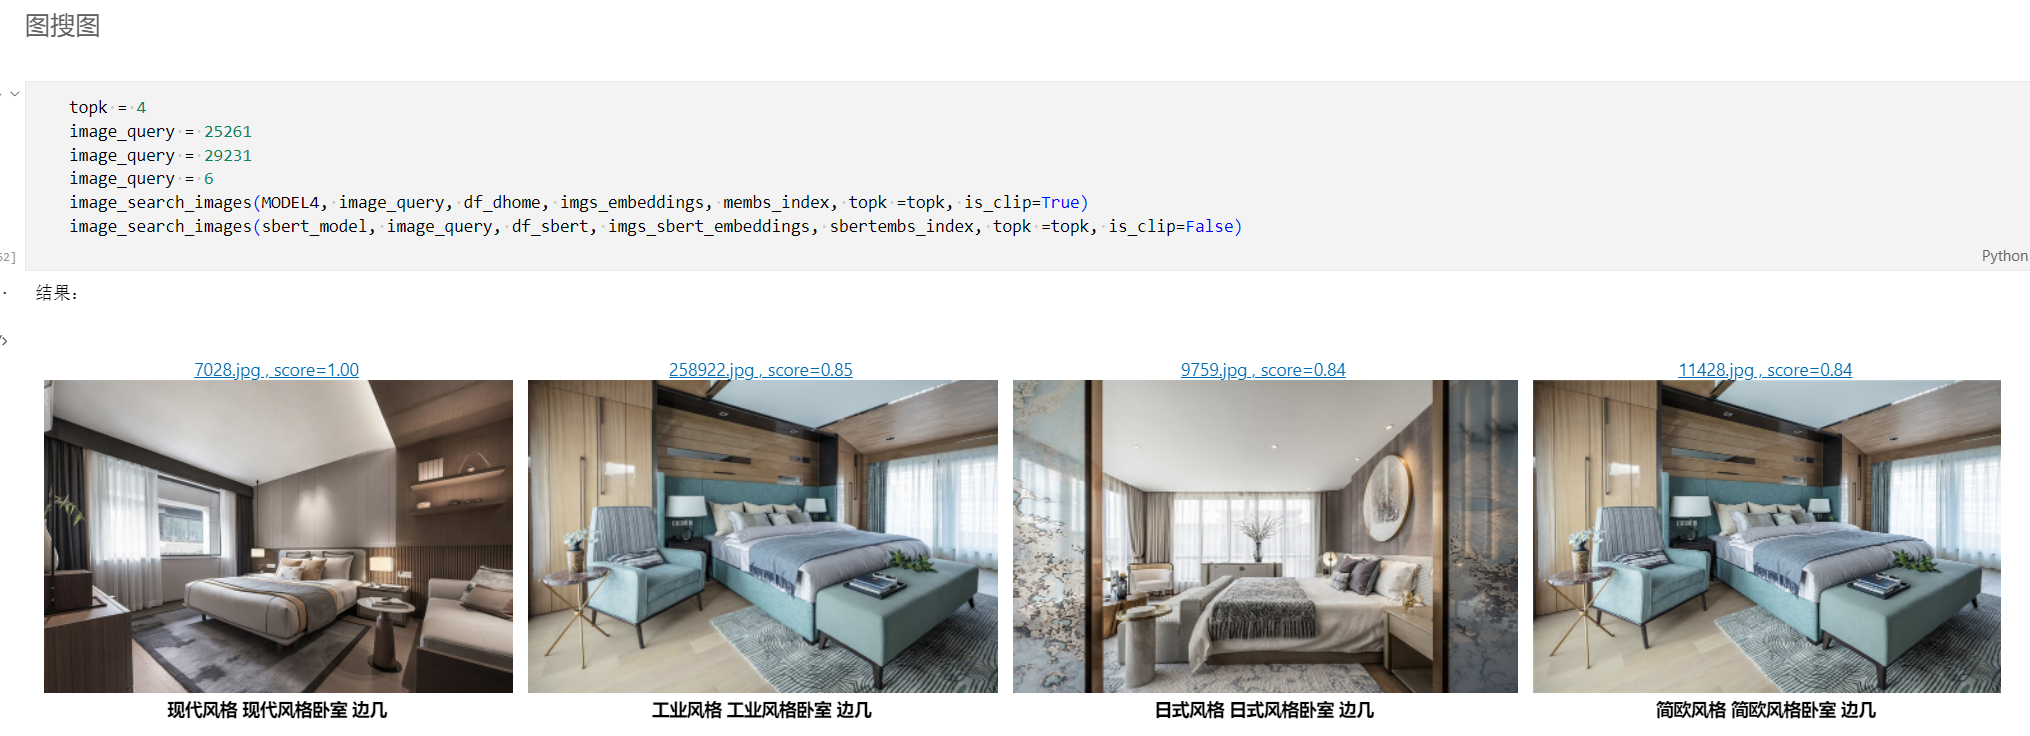 图搜图
topk = 4
image_query = 25261
image_query = 29231
image_query = 6
image_search_images(MODEL4, image_query, df_dhome, imgs_embeddings, membs_index, topk =topk, is_clip=True)
image_search_images(sbert_model, image_query, df_sbert, imgs_sbert_embeddings, sbertembs_index, topk =topk, is_clip=False)
Python
结果：
7028.jpg , score=1.00
258922.jpg , score=0.85
9759.jpg , score=0.84
11428.jpg , score=0.84
现代风格 现代风格卧室 边几
工业风格 工业风格卧室 边几
日式风格 日式风格卧室 边几
简欧风格 简欧风格卧室 边几